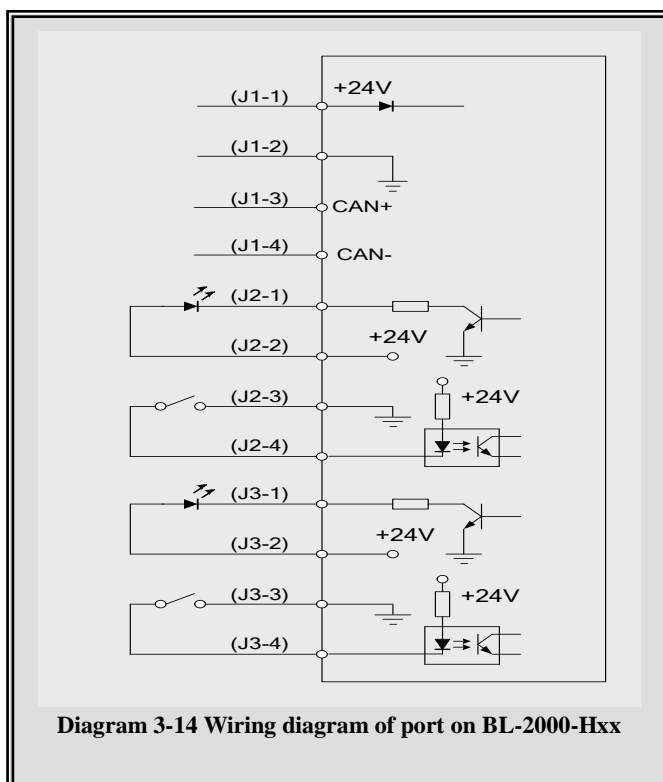 (J1-1) +24V
(J1-2)
(J1-3) CAN+
(J1-4) CAN-
(J2-1)
(J2-2) +24V
(J2-3)
+24V
(J2-4)
(J3-1)
(J3-2) +24V
(J3-3)
+24V
(J3-4)
Diagram 3-14 Wiring diagram of port on BL-2000-Hxx